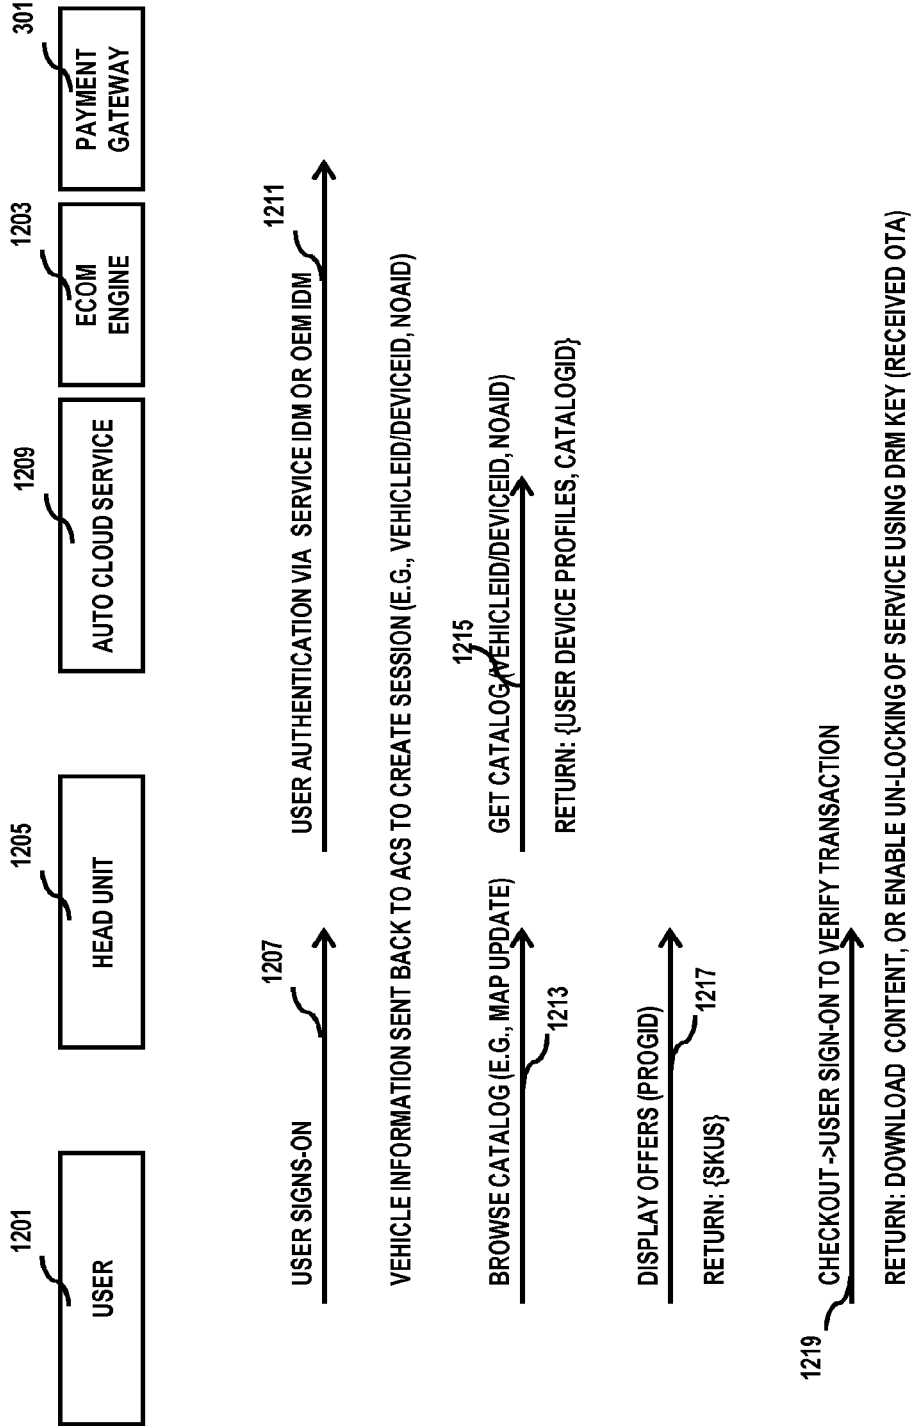 1201
1205
1209
1203
301
USER
HEAD UNIT
AUTO CLOUD SERVICE
ECOM
ENGINE
PAYMENT
GATEWAY
1207
1211
USER SIGNS-ON
USER AUTHENTICATION VIA SERVICE IDM OR OEM IDM
VEHICLE INFORMATION SENT BACK TO ACS TO CREATE SESSION (E.G., VEHICLEID/DEVICEID, NOAID)
1215
BROWSE CATALOG (E.G., MAP UPDATE)
GET CATALOG (VEHICLEID/DEVICEID, NOAID)
1213
RETURN: {USER DEVICE PROFILES, CATALOGID}
DISPLAY OFFERS (PROGID)
1217
RETURN: {SKUS}
1219
CHECKOUT ->USER SIGN-ON TO VERIFY TRANSACTION
RETURN: DOWNLOAD CONTENT, OR ENABLE UN-LOCKING OF SERVICE USING DRM KEY (RECEIVED OTA)